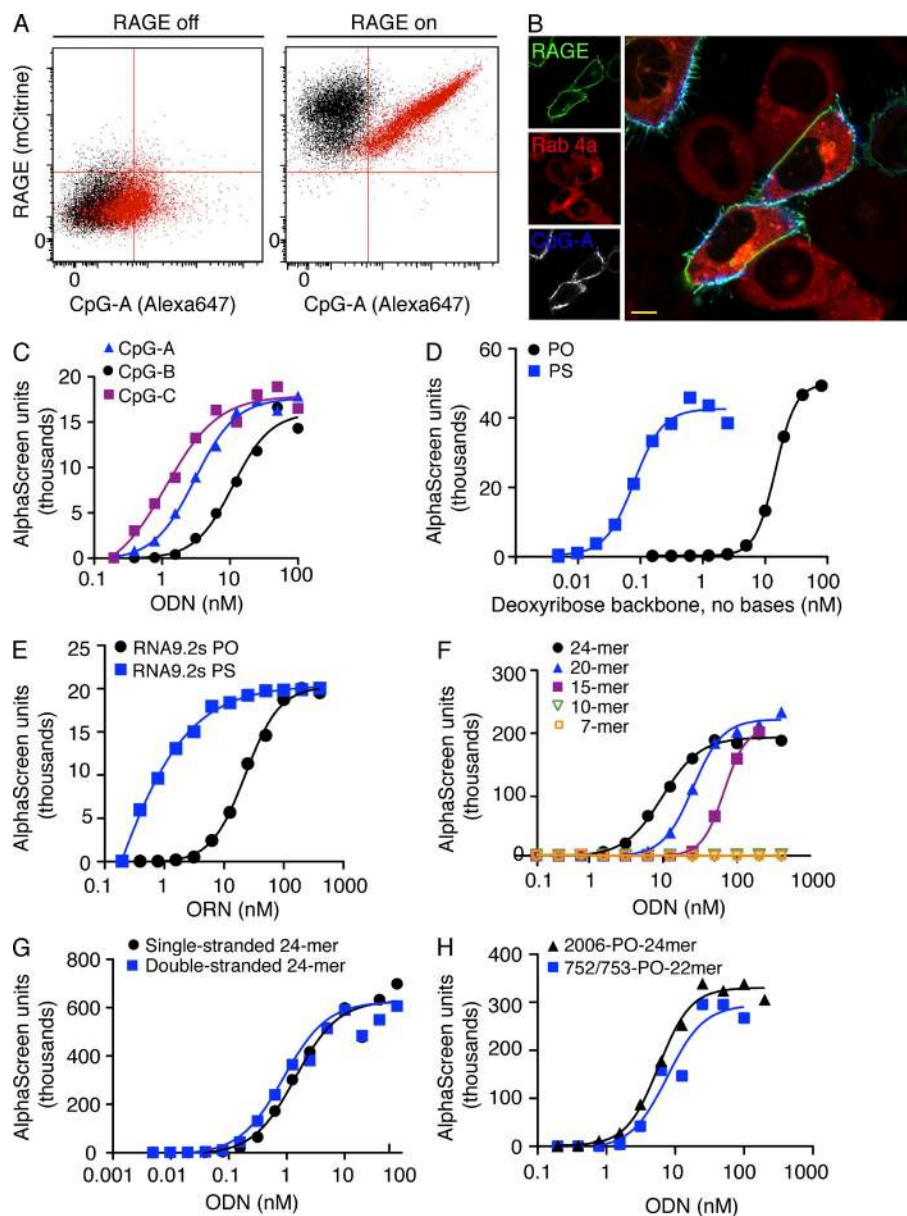 A
RAGE off
RAGE on
RAGE (mCitrine)
0
0
CpG-A (Alexa647)
0
0
CpG-A (Alexa647)
B
RAGE
Rab 4a
CpG-A
C
CpG-A
CpG-B
CpG-C
AlphaScreen units
(thousands)
20
15
10
5
0
0.1
1
10
100
ODN (nM)
D
PO
PS
AlphaScreen units
(thousands)
60
40
20
0
0.01
0.1
1
10
100
Deoxyribose backbone, no bases (nM)
E
RNA9.2s PO
RNA9.2s PS
AlphaScreen units
(thousands)
25
20
15
10
5
0
0.1
1
10
100
1000
ORN (nM)
F
24-mer
20-mer
15-mer
10-mer
7-mer
AlphaScreen units
(thousands)
300
200
100
0
0.1
1
10
100
1000
ODN (nM)
G
Single-stranded 24-mer
Double-stranded 24-mer
AlphaScreen units
(thousands)
800
600
400
200
0
0.001
0.01
0.1
1
10
100
ODN (nM)
H
2006-PO-24mer
752/753-PO-22mer
AlphaScreen units
(thousands)
400
300
200
100
0
0.1
1
10
100
1000
ODN (nM)